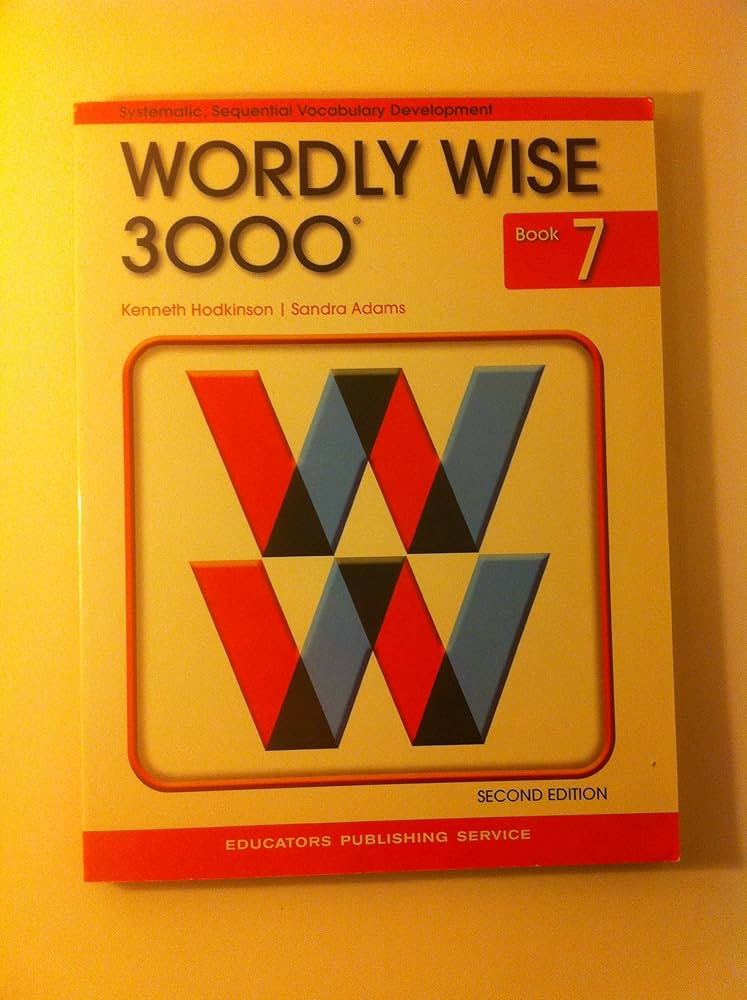 Systematic, Sequential Vocabulary Development
WORDLY WISE
3000®
Book 7
Kenneth Hodkinson | Sandra Adams
W
W
SECOND EDITION
EDUCATORS PUBLISHING SERVICE